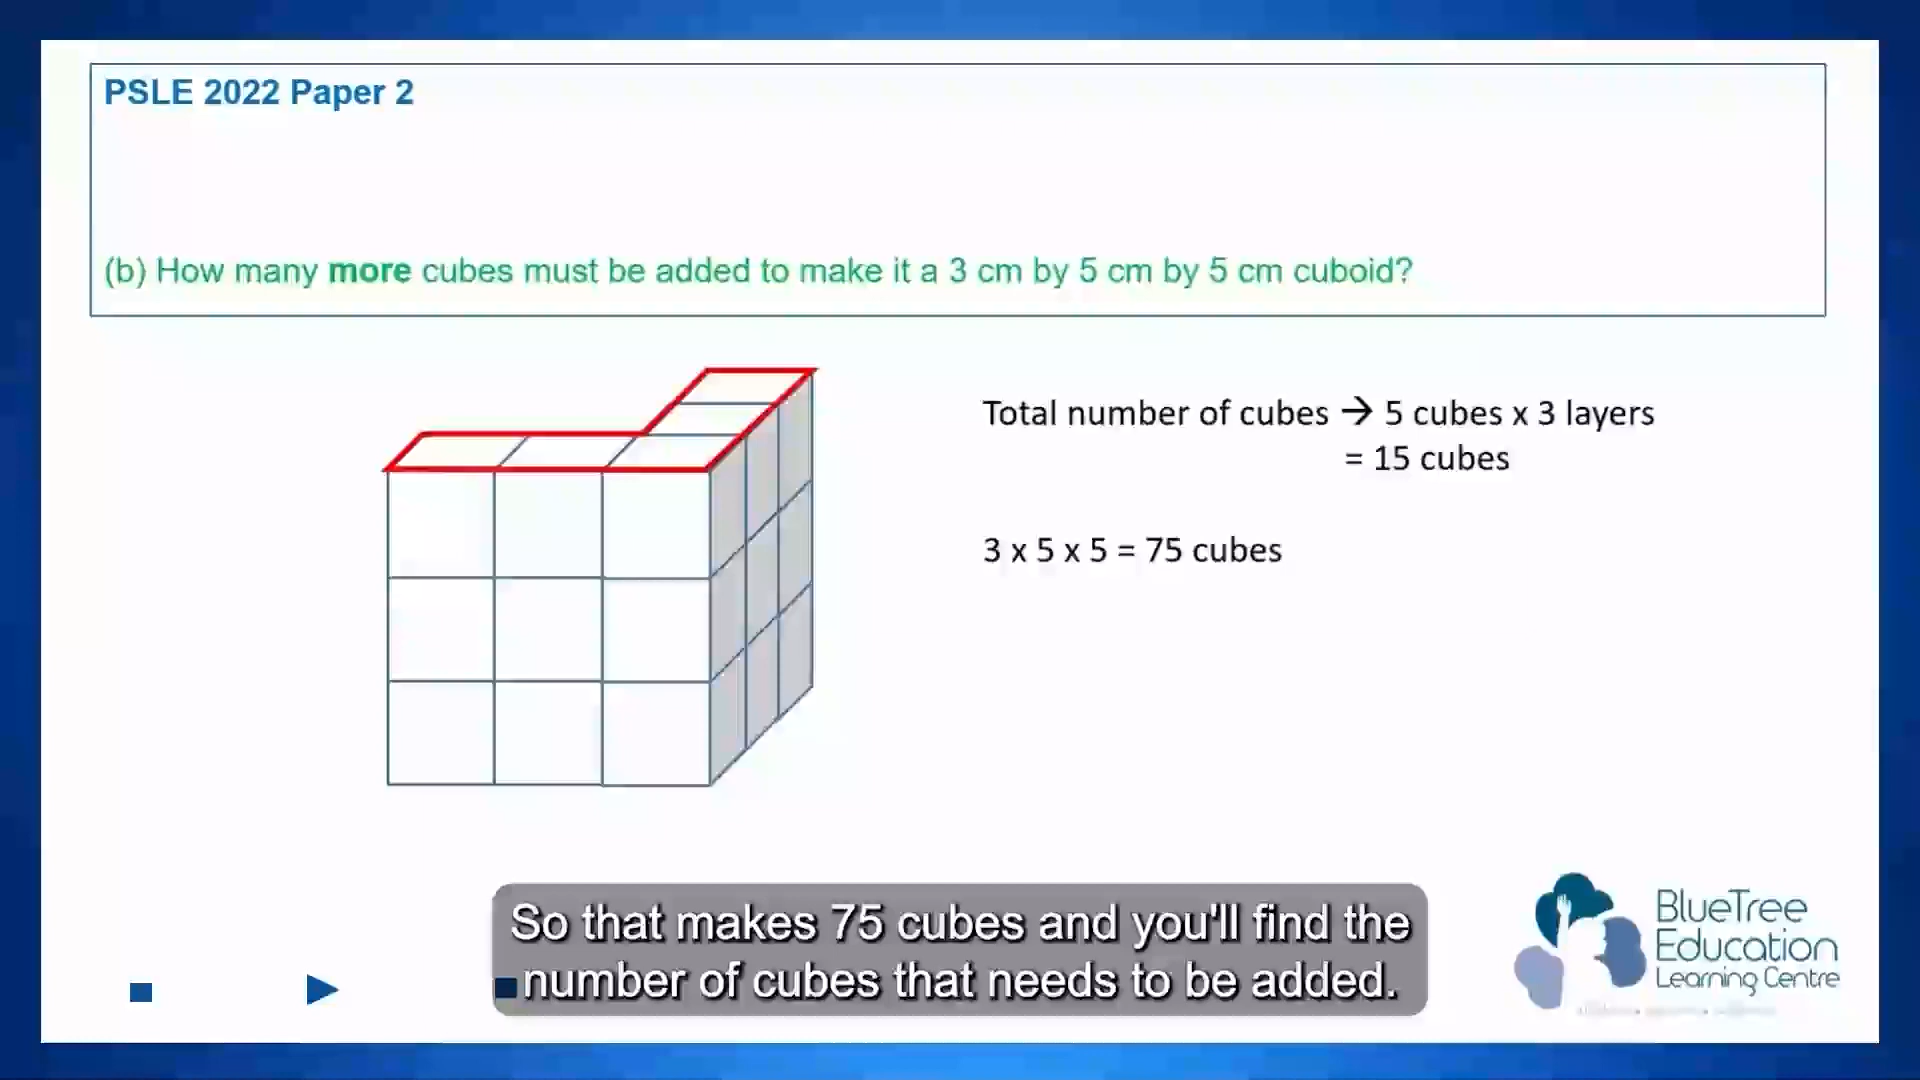 PSLE 2022 Paper 2
(b) How many more cubes must be added to make it a 3 cm by 5 cm by 5 cm cuboid?
Total number of cubes → 5 cubes x 3 layers
= 15 cubes
3 x 5 x 5 = 75 cubes
So that makes 75 cubes and you'll find the
number of cubes that needs to be added.
BlueTree
Education
Learning Centre